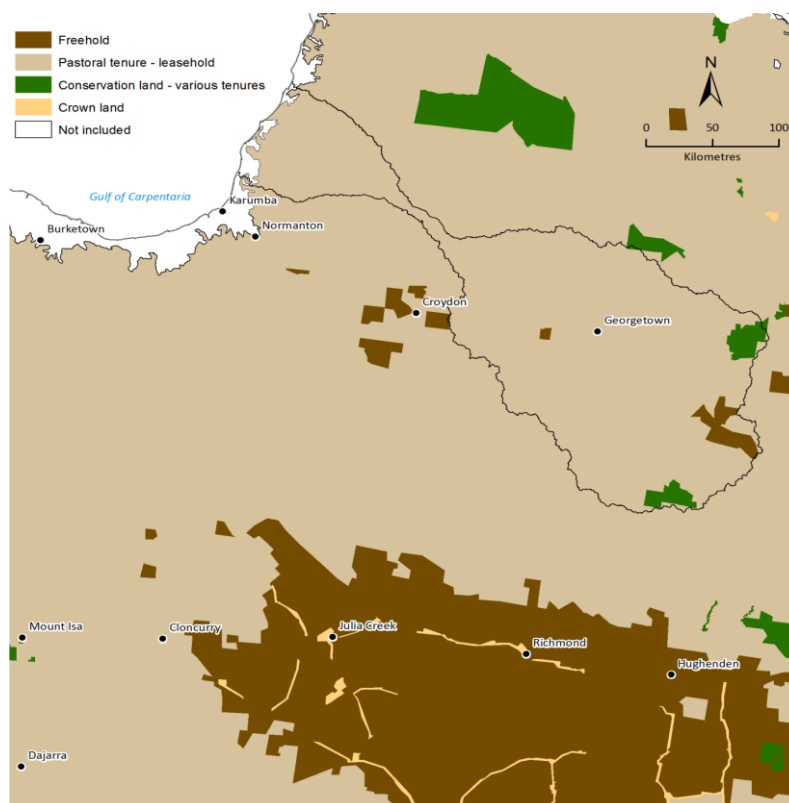 Freehold
Pastoral tenure - leasehold
Conservation land - various tenures
Crown land
Not included
N
0 50 100
Kilometres
Gulf of Carpentaria
Karumba
Burketown
Normanton
Croydon
Georgetown
Mount Isa
Cloncurry
Julia Creek
Richmond
Hughenden
Dajarra